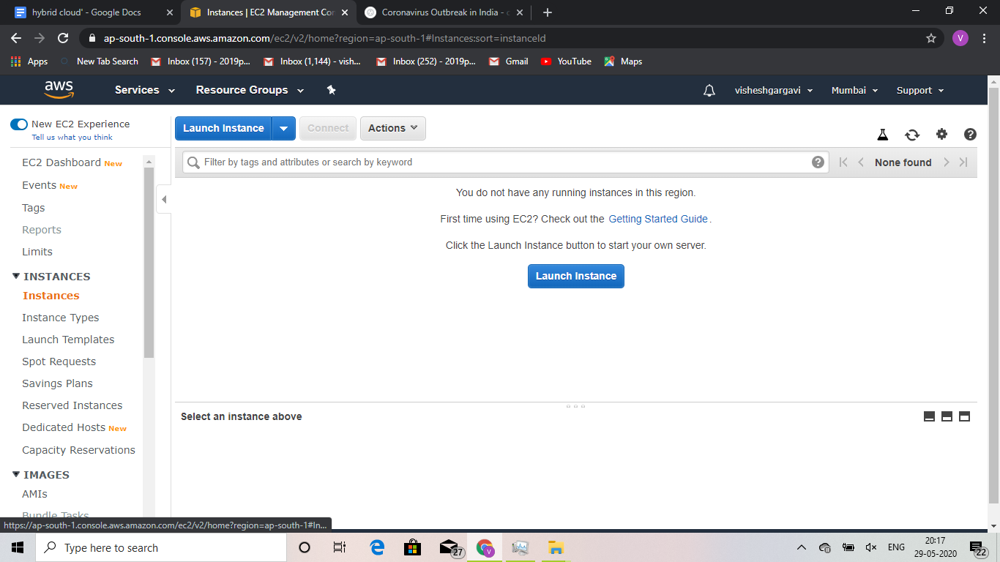 hybrid cloud' - Google Docs
Instances | EC2 Management Con
Coronavirus Outbreak in India - c
ap-south-1.console.aws.amazon.com/ec2/v2/home?region=ap-south-1#Instances:sort=instanceId
V
Apps
New Tab Search
Inbox (157) - 2019p...
Inbox (1,144) - vish...
Inbox (252) - 2019p...
Gmail
YouTube
Maps
aws
Services
Resource Groups
visheshgargavi
Mumbai
Support
New EC2 Experience
Tell us what you think
EC2 Dashboard New
Events New
Tags
Reports
Limits
INSTANCES
Instances
Instance Types
Launch Templates
Spot Requests
Savings Plans
Reserved Instances
Dedicated Hosts New
Capacity Reservations
IMAGES
AMIs
Bundle Tasks
Launch Instance
Connect
Actions
Filter by tags and attributes or search by keyword
None found
You do not have any running instances in this region.
First time using EC2? Check out the Getting Started Guide.
Click the Launch Instance button to start your own server.
Launch Instance
Select an instance above
https://ap-south-1.console.aws.amazon.com/ec2/v2/home?region=ap-south-1#In...
Type here to search
27
V
ENG
20:17
29-05-2020
22